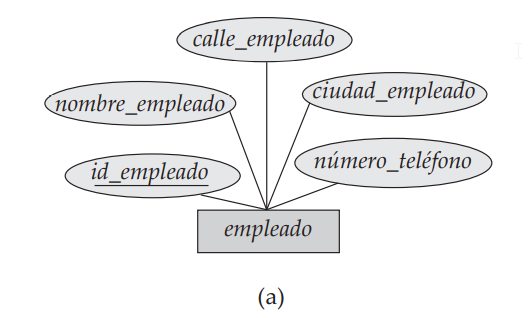 calle_empleado
nombre_empleado
ciudad_empleado
id_empleado
número_teléfono
empleado
(a)